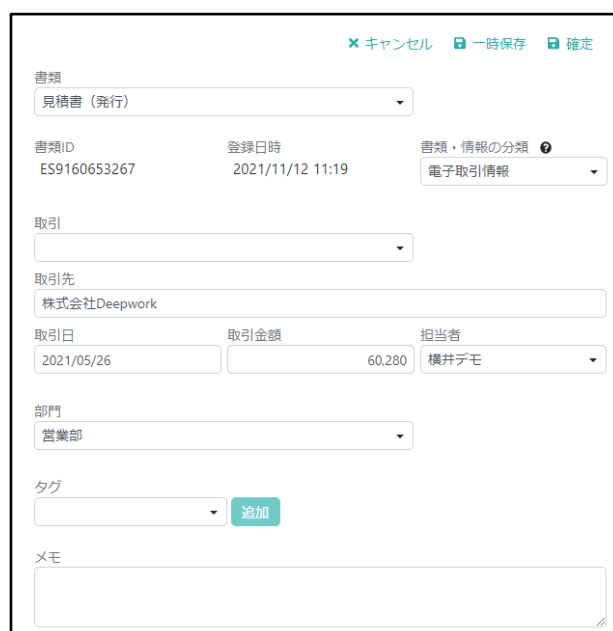 キャンセル 一時保存 確定
書類
見積書（発行）
書類ID 登録日時 書類・情報の分類
ES9160653267 2021/11/12 11:19 電子取引情報
取引
取引先
株式会社Deepwork
取引日 取引金額 担当者
2021/05/26 60,280 横井デモ
部門
営業部
タグ
追加
メモ